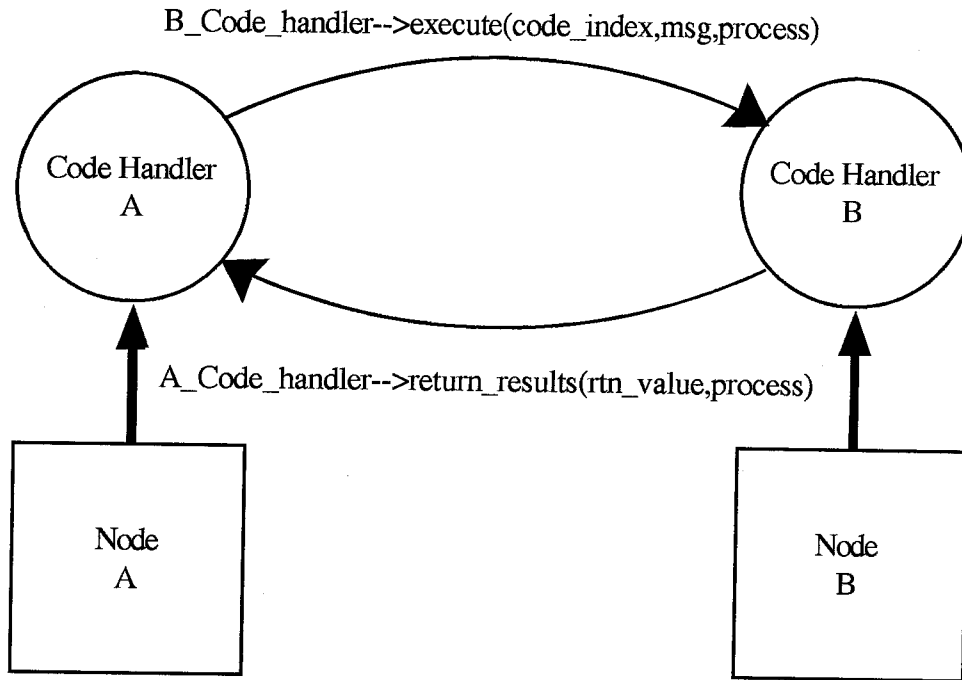 B_Code_handler-->execute(code_index,msg,process)
Code Handler
A
Code Handler
B
A_Code_handler-->return_results(rtn_value,process)
Node
A
Node
B